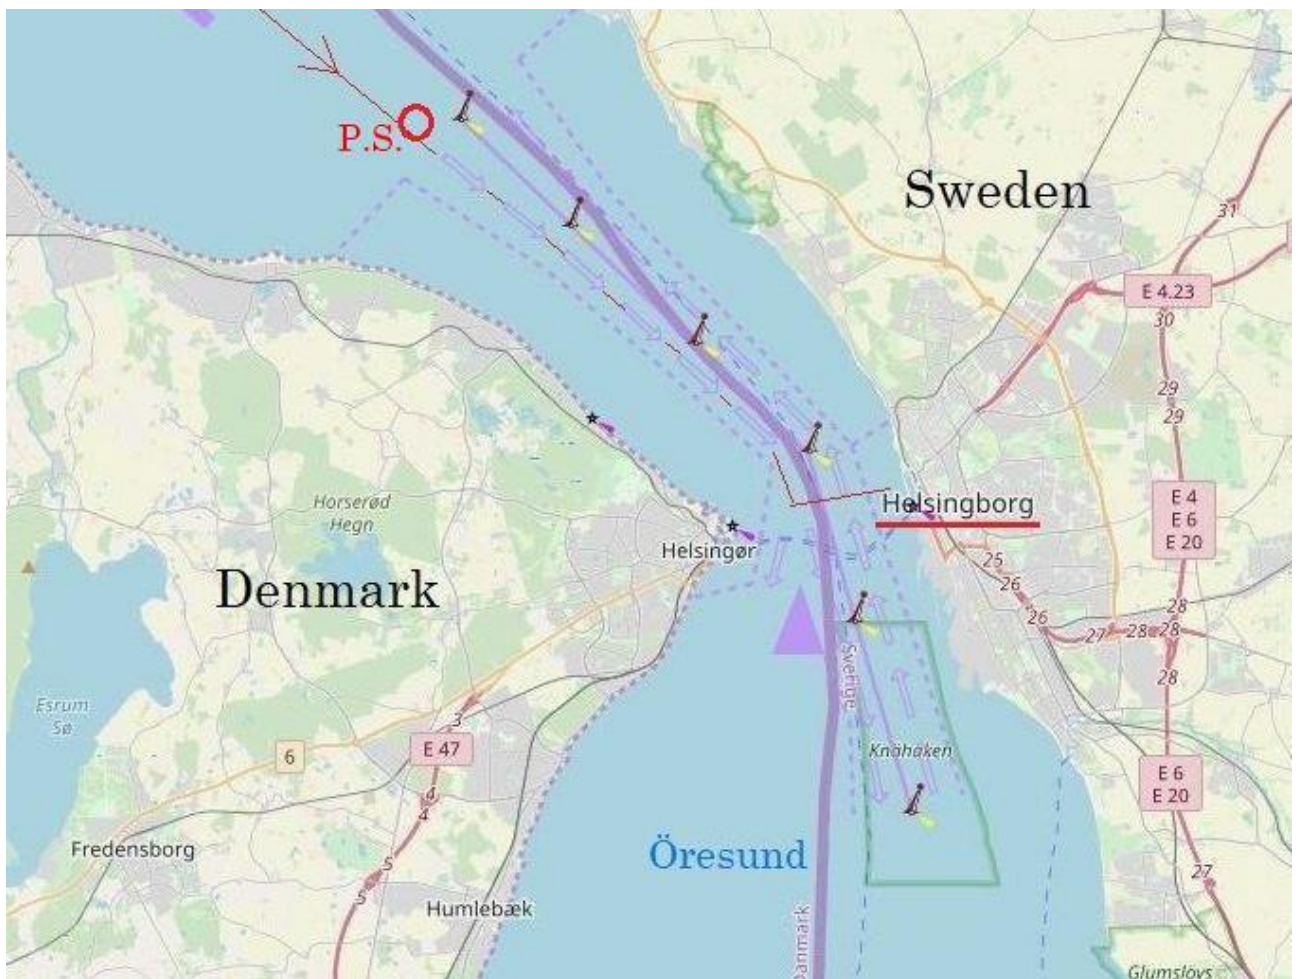 P.S.
Sweden
31
E 4.23
30
29
29
Horserød
Hegn
Helsingborg
E 4
E 6
E 20
Helsingør
25
26
26
27
28
28
28
28
Denmark
Esrum
Sø
3
E 47
6
4
4
Sverige
Knähaken
E 6
E 20
Fredensborg
Öresund
5
5
27
Humlebæk
Danmark
Glumslövs